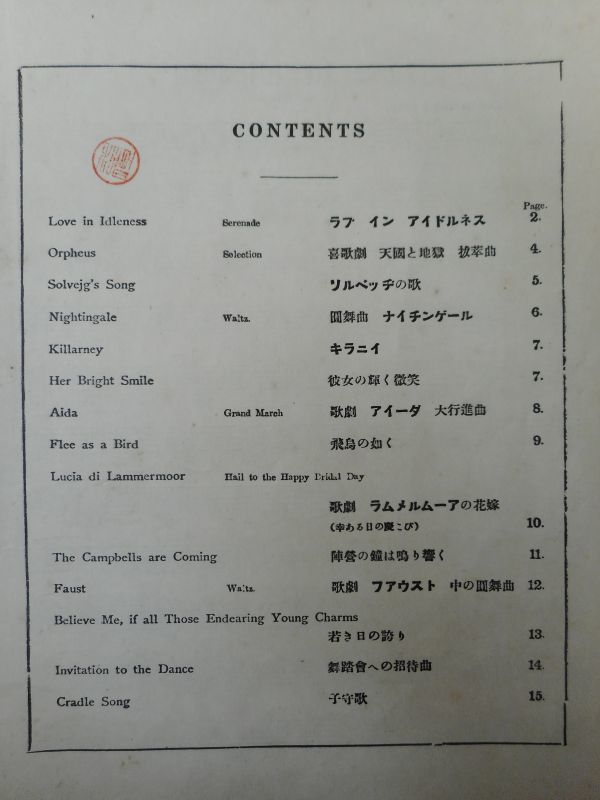 CONTENTS
Page.
Love in Idleness Serenade ラブ イン アイドルネス 2.
Orpheus Selection 喜歌劇 天國と地獄 抜萃曲 4.
Solvejg's Song ソルベッヂの歌 5.
Nightingale Waltz. 圓舞曲 ナイチンゲール 6.
Killarney キラニイ 7.
Her Bright Smile 彼女の輝く微笑 7.
Aida Grand March 歌劇 アイーダ 大行進曲 8.
Flee as a Bird 飛鳥の如く 9.
Lucia di Lammermoor Hail to the Happy Bridal Day
歌劇 ラムメルムーアの花嫁
(幸ある日の慶こび) 10.
The Campbells are Coming 陣營の鐘は鳴り響く 11.
Faust Waltz. 歌劇 フアウスト 中の圓舞曲 12.
Believe Me, if all Those Endearing Young Charms
若き日の誇り 13.
Invitation to the Dance 舞踏會への招待曲 14.
Cradle Song 子守歌 15.